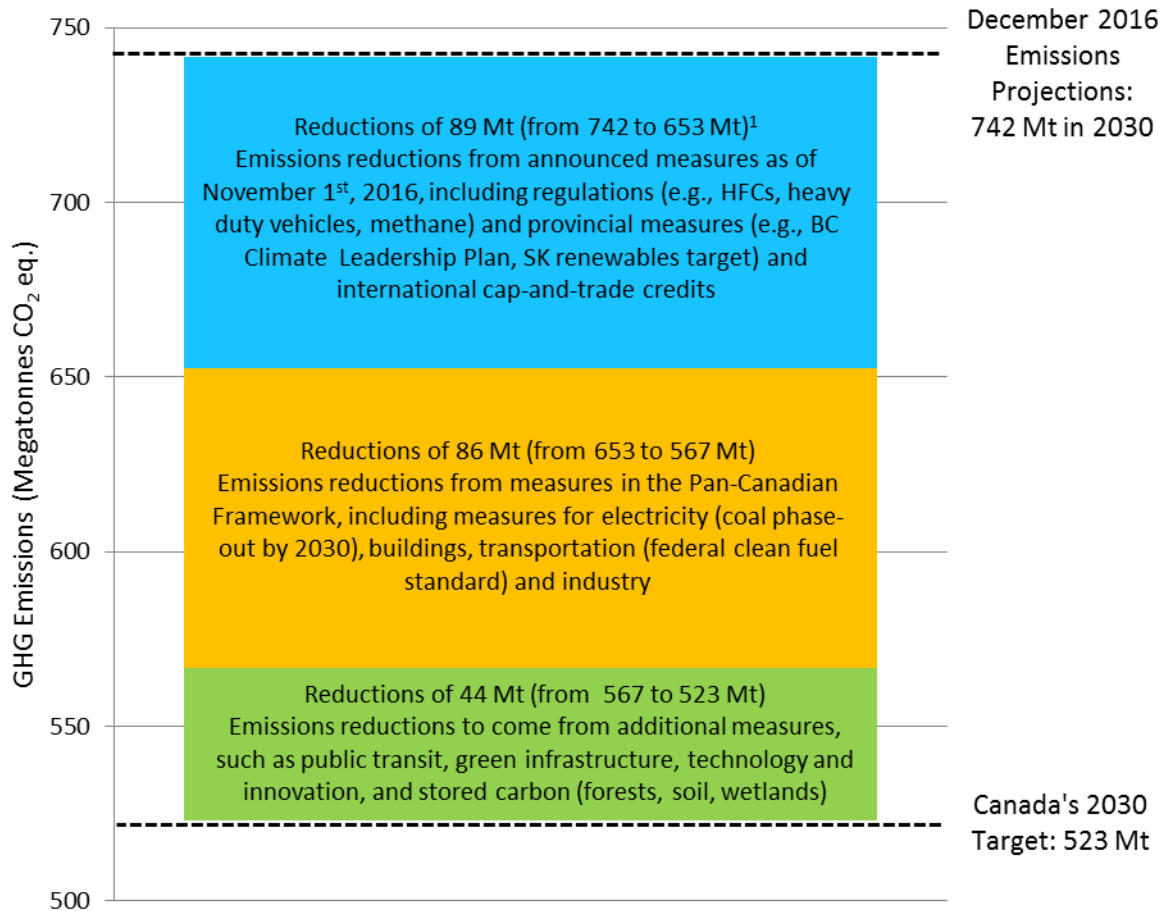 750
700
650
600
550
500
GHG Emissions (Megatonnes CO₂ eq.)
December 2016
Emissions
Projections:
742 Mt in 2030
Reductions of 89 Mt (from 742 to 653 Mt)¹
Emissions reductions from announced measures as of
November 1ˢᵗ, 2016, including regulations (e.g., HFCs, heavy
duty vehicles, methane) and provincial measures (e.g., BC
Climate Leadership Plan, SK renewables target) and
international cap-and-trade credits
Reductions of 86 Mt (from 653 to 567 Mt)
Emissions reductions from measures in the Pan-Canadian
Framework, including measures for electricity (coal phase-
out by 2030), buildings, transportation (federal clean fuel
standard) and industry
Reductions of 44 Mt (from 567 to 523 Mt)
Emissions reductions to come from additional measures,
such as public transit, green infrastructure, technology and
innovation, and stored carbon (forests, soil, wetlands)
Canada's 2030
Target: 523 Mt